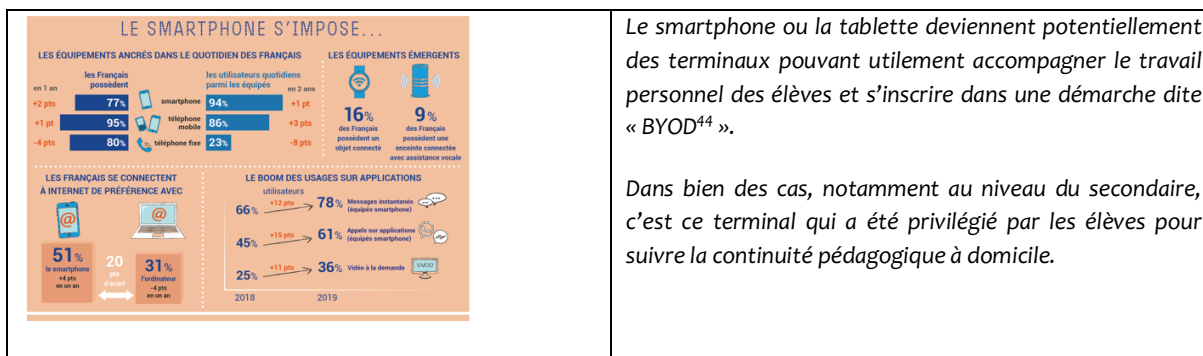 LE SMARTPHONE S'IMPOSE...
LES ÉQUIPEMENTS ANCRÉS DANS LE QUOTIDIEN DES FRANÇAIS
en 1 an
les Français
possèdent
les utilisateurs quotidiens
parmi les équipés
en 2 ans
+2 pts 77% smartphone 94% +1 pt
+1 pt 95% téléphone
mobile 86% +3 pts
-4 pts 80% téléphone fixe 23% -8 pts
LES ÉQUIPEMENTS ÉMERGENTS
16%
des Français
possèdent un
objet connecté
9%
des Français
possèdent une
enceinte connectée
avec assistance vocale
LES FRANÇAIS SE CONNECTENT
À INTERNET DE PRÉFÉRENCE AVEC
@
@
51%
le smartphone
+4 pts
en un an
20
pts
d'écart
31%
l'ordinateur
-4 pts
en un an
LE BOOM DES USAGES SUR APPLICATIONS
utilisateurs
66% +12 pts 78% Messages instantanés
(équipés smartphone)
45% +15 pts 61% Appels sur applications
(équipés smartphone)
25% +11 pts 36% Vidéo à la demande
2018 2019
Le smartphone ou la tablette deviennent potentiellement
des terminaux pouvant utilement accompagner le travail
personnel des élèves et s'inscrire dans une démarche dite
« BYOD44 ».
Dans bien des cas, notamment au niveau du secondaire,
c'est ce terminal qui a été privilégié par les élèves pour
suivre la continuité pédagogique à domicile.